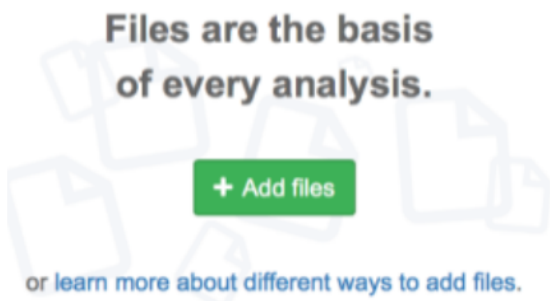 Files are the basis
of every analysis.
+ Add files
or learn more about different ways to add files.